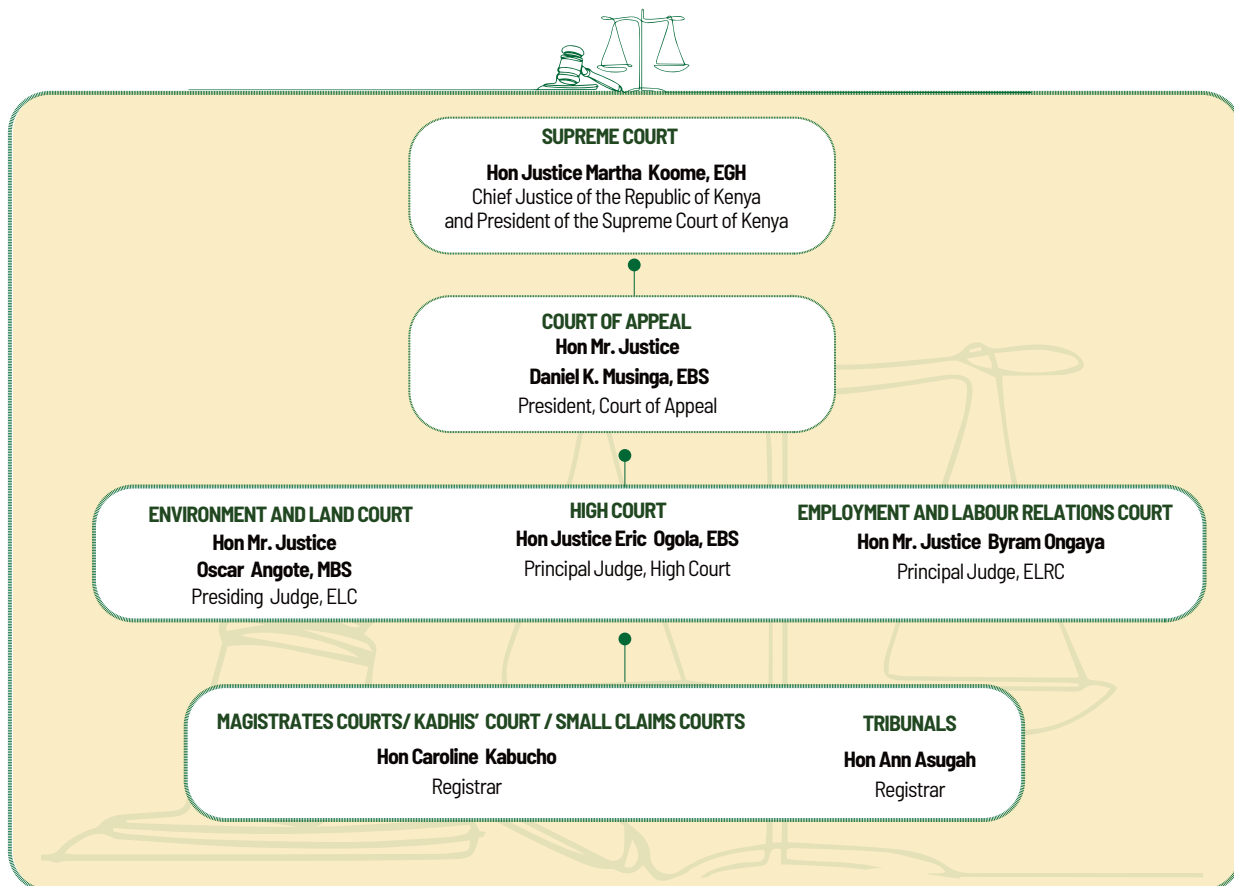 SUPREME COURT
Hon Justice Martha Koome, EGH
Chief Justice of the Republic of Kenya
and President of the Supreme Court of Kenya
COURT OF APPEAL
Hon Mr. Justice
Daniel K. Musinga, EBS
President, Court of Appeal
ENVIRONMENT AND LAND COURT
Hon Mr. Justice
Oscar Angote, MBS
Presiding Judge, ELC
HIGH COURT
Hon Justice Eric Ogola, EBS
Principal Judge, High Court
EMPLOYMENT AND LABOUR RELATIONS COURT
Hon Mr. Justice Byram Ongaya
Principal Judge, ELRC
MAGISTRATES COURTS/ KADHIS’ COURT / SMALL CLAIMS COURTS
Hon Caroline Kabucho
Registrar
TRIBUNALS
Hon Ann Asugah
Registrar